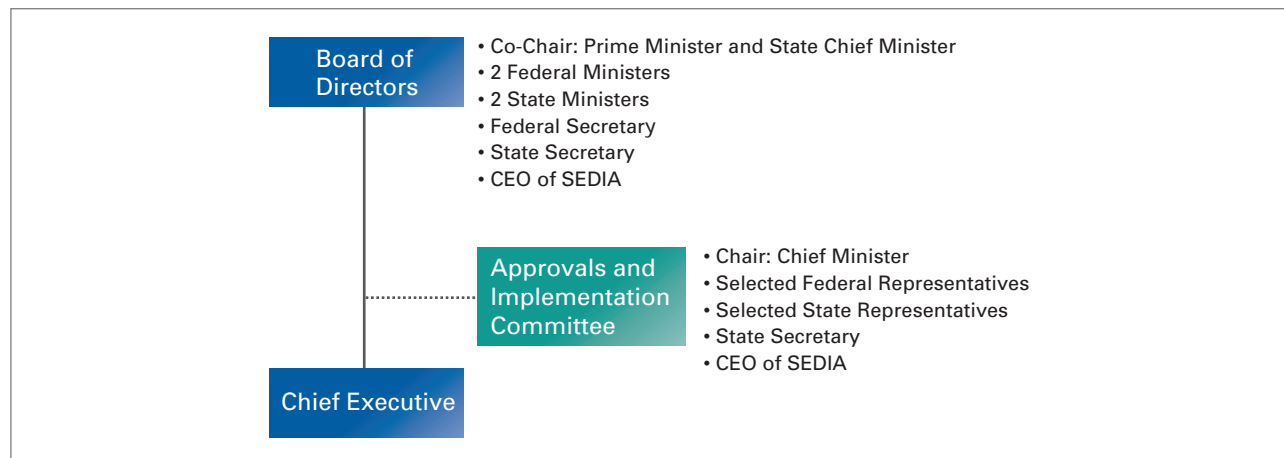 Board of
Directors
• Co-Chair: Prime Minister and State Chief Minister
• 2 Federal Ministers
• 2 State Ministers
• Federal Secretary
• State Secretary
• CEO of SEDIA
Approvals and
Implementation
Committee
• Chair: Chief Minister
• Selected Federal Representatives
• Selected State Representatives
• State Secretary
• CEO of SEDIA
Chief Executive